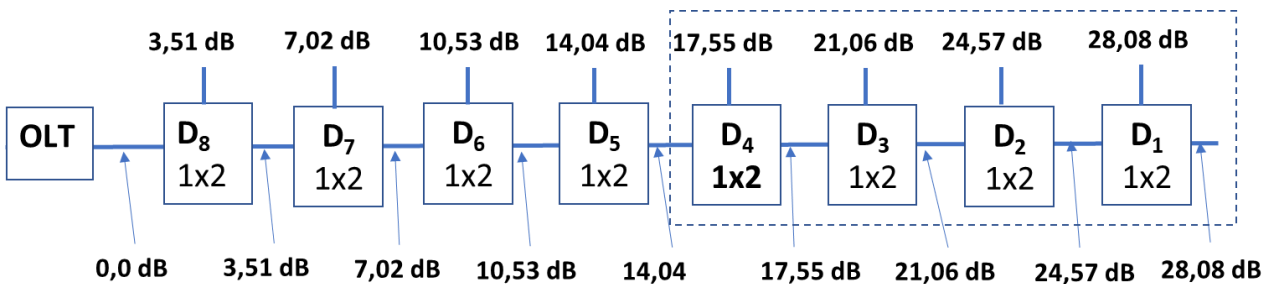 3,51 dB 7,02 dB 10,53 dB 14,04 dB 17,55 dB 21,06 dB 24,57 dB 28,08 dB
OLT D₈ D₇ D₆ D₅ D₄ D₃ D₂ D₁
1x2 1x2 1x2 1x2 1x2 1x2 1x2 1x2
0,0 dB 3,51 dB 7,02 dB 10,53 dB 14,04 17,55 dB 21,06 dB 24,57 dB 28,08 dB